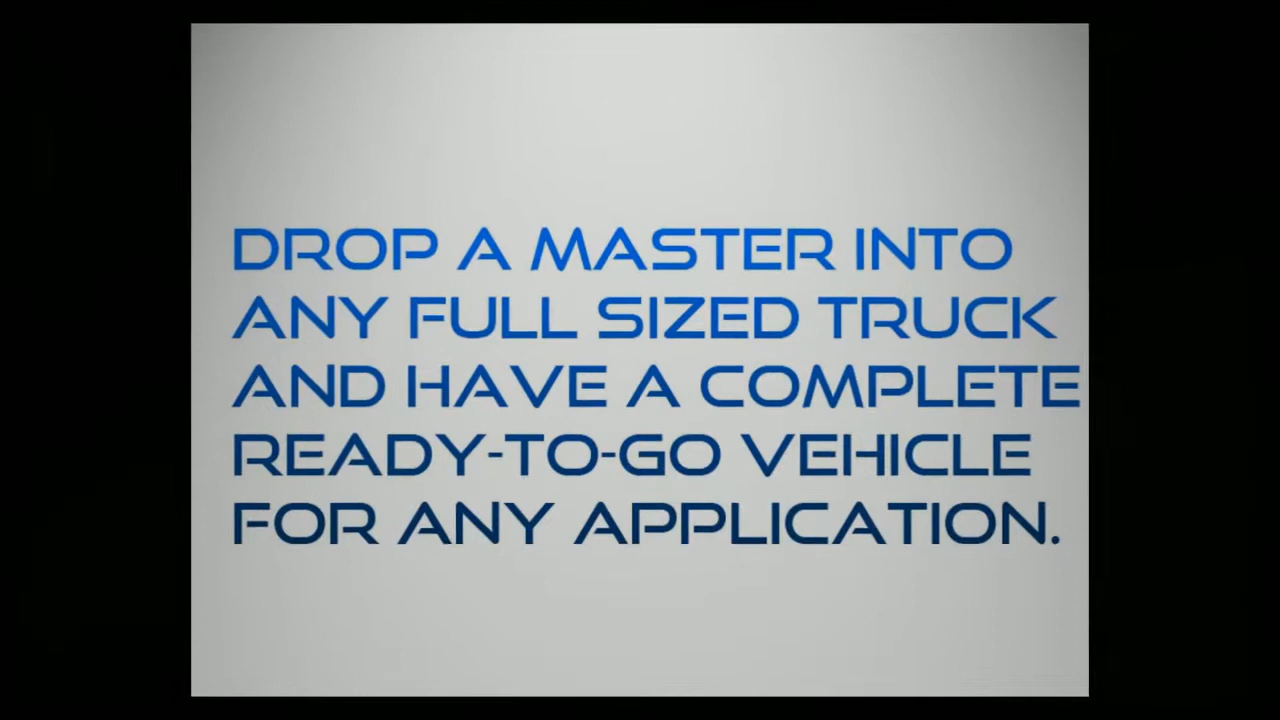 DROP A MASTER INTO
ANY FULL SIZED TRUCK
AND HAVE A COMPLETE
READY-TO-GO VEHICLE
FOR ANY APPLICATION.